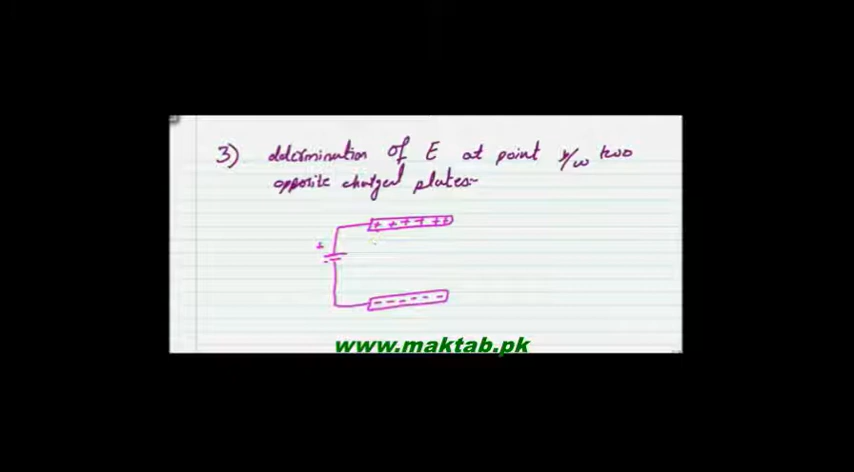 3) determination of E at point b/w two
opposite charged plates-
+ + + + + +
+
-
- - - - - -
www.maktab.pk